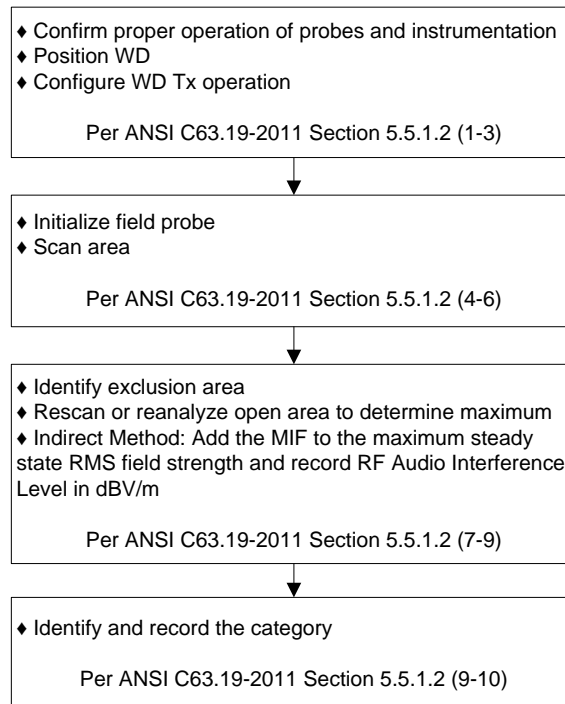 ♦ Confirm proper operation of probes and instrumentation
♦ Position WD
♦ Configure WD Tx operation
Per ANSI C63.19-2011 Section 5.5.1.2 (1-3)
♦ Initialize field probe
♦ Scan area
Per ANSI C63.19-2011 Section 5.5.1.2 (4-6)
♦ Identify exclusion area
♦ Rescan or reanalyze open area to determine maximum
♦ Indirect Method: Add the MIF to the maximum steady
state RMS field strength and record RF Audio Interference
Level in dBV/m
Per ANSI C63.19-2011 Section 5.5.1.2 (7-9)
♦ Identify and record the category
Per ANSI C63.19-2011 Section 5.5.1.2 (9-10)